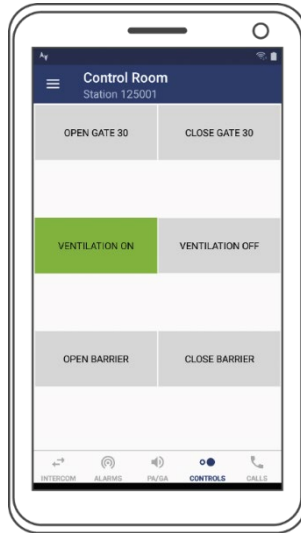 Control Room
Station 125001
OPEN GATE 30 CLOSE GATE 30
VENTILATION ON VENTILATION OFF
OPEN BARRIER CLOSE BARRIER
INTERCOM ALARMS PA/GA CONTROLS CALLS